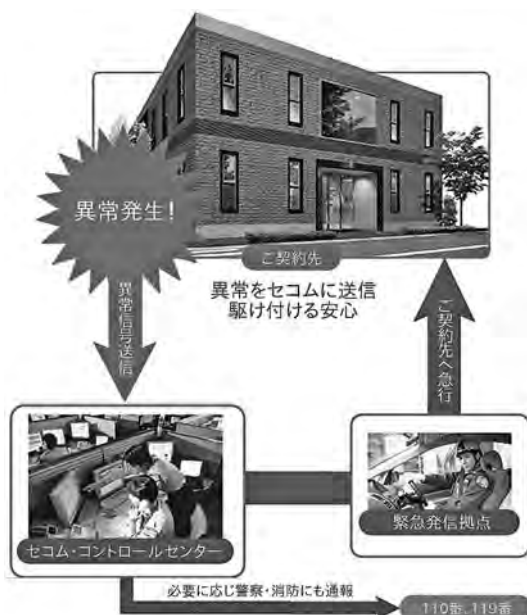 異常発生!
ご契約先
異常をセコムに送信
駆け付ける安心
異常信号送信
ご契約先へ急行
セコム・コントロールセンター
緊急発信拠点
必要に応じ警察・消防にも通報
110番、119番